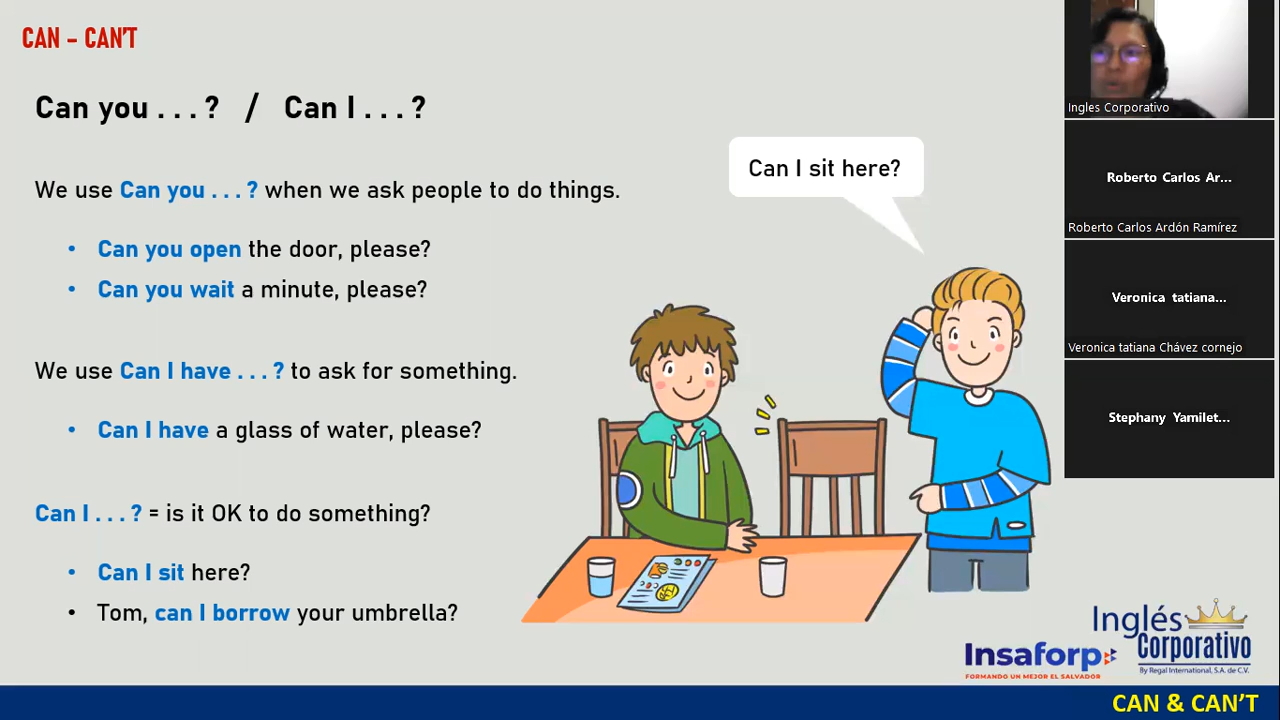 CAN – CAN'T
Can you . . . ? / Can I . . . ?
We use Can you . . . ? when we ask people to do things.
• Can you open the door, please?
• Can you wait a minute, please?
We use Can I have . . . ? to ask for something.
• Can I have a glass of water, please?
Can I . . . ? = is it OK to do something?
• Can I sit here?
• Tom, can I borrow your umbrella?
Can I sit here?
Insaforp
FORMANDO UN MEJOR EL SALVADOR
Inglés
Corporativo
By Regal International, S.A. de C.V.
CAN & CAN'T
Ingles Corporativo
Roberto Carlos Ar...
Roberto Carlos Ardón Ramírez
Veronica tatiana...
Veronica tatiana Chávez cornejo
Stephany Yamilet...